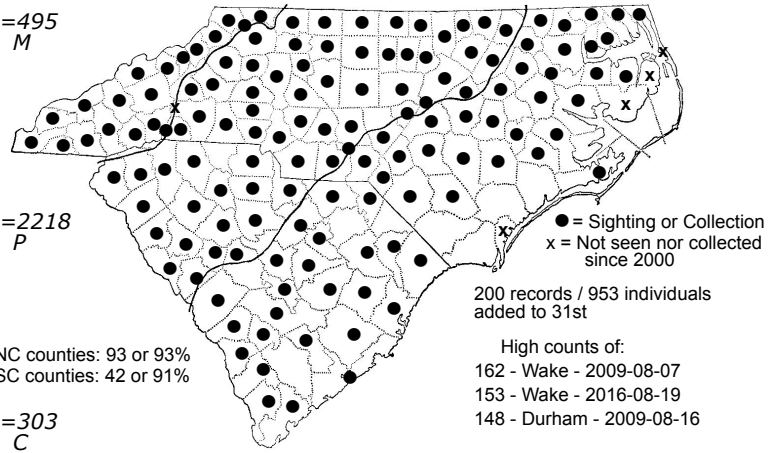 =495
M
=2218
P
● = Sighting or Collection
x = Not seen nor collected
since 2000
200 records / 953 individuals
added to 31st
NC counties: 93 or 93%
SC counties: 42 or 91%
High counts of:
162 - Wake - 2009-08-07
153 - Wake - 2016-08-19
148 - Durham - 2009-08-16
=303
C